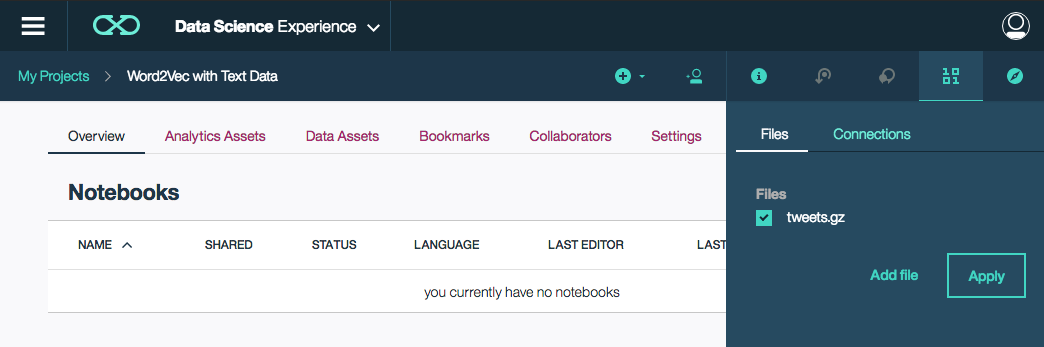 Data Science Experience
My Projects > Word2Vec with Text Data
Overview Analytics Assets Data Assets Bookmarks Collaborators Settings
Notebooks
NAME SHARED STATUS LANGUAGE LAST EDITOR LAST
you currently have no notebooks
10
01
Files Connections
Files
tweets.gz
Add file Apply